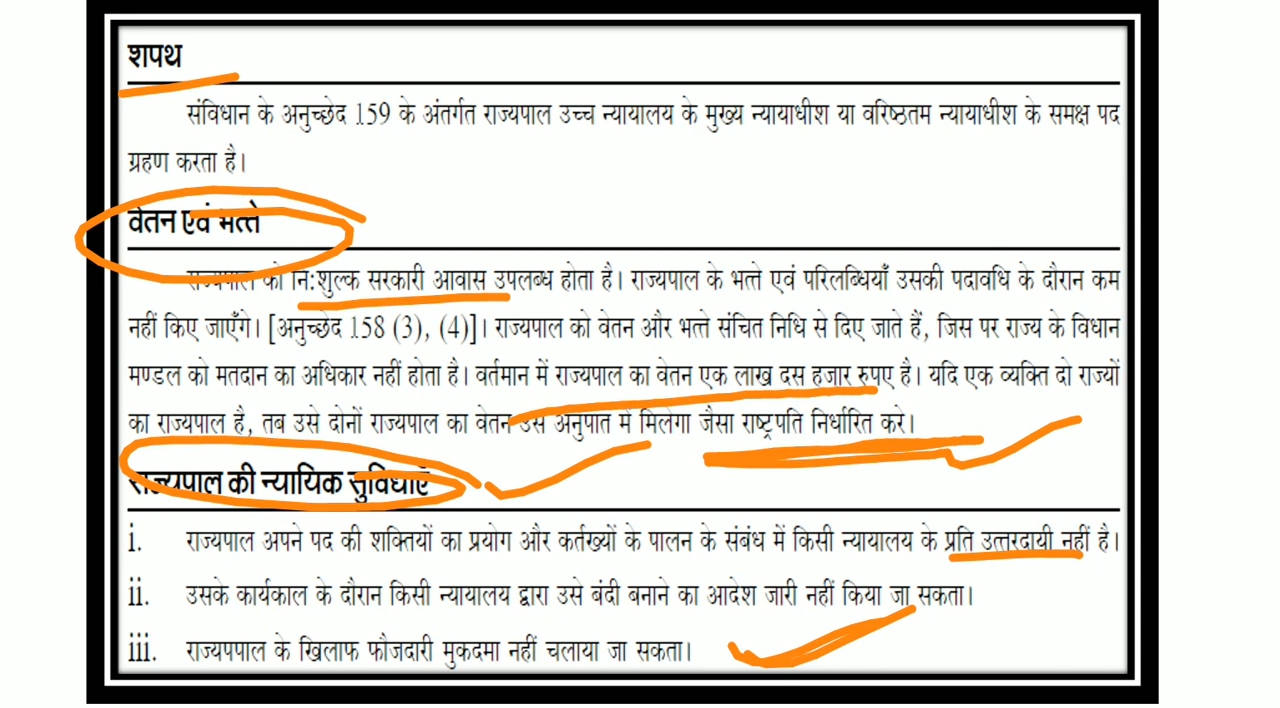 शपथ
संविधान के अनुच्छेद 159 के अंतर्गत राज्यपाल उच्च न्यायालय के मुख्य न्यायाधीश या वरिष्ठतम न्यायाधीश के समक्ष पद
ग्रहण करता है।
वेतन एवं भत्ते
राज्यपाल को नि:शुल्क सरकारी आवास उपलब्ध होता है। राज्यपाल के भत्ते एवं परिलब्धियाँ उसकी पदावधि के दौरान कम
नहीं किए जाएँगे। [अनुच्छेद 158 (3), (4)]। राज्यपाल को वेतन और भत्ते संचित निधि से दिए जाते हैं, जिस पर राज्य के विधान
मण्डल को मतदान का अधिकार नहीं होता है। वर्तमान में राज्यपाल का वेतन एक लाख दस हजार रुपए है। यदि एक व्यक्ति दो राज्यों
का राज्यपाल है, तब उसे दोनों राज्यपाल का वेतन उस अनुपात में मिलेगा जैसा राष्ट्रपति निर्धारित करे।
राज्यपाल की न्यायिक सुविधाएँ
i. राज्यपाल अपने पद की शक्तियों का प्रयोग और कर्तख्यों के पालन के संबंध में किसी न्यायालय के प्रति उत्तरदायी नहीं है।
ii. उसके कार्यकाल के दौरान किसी न्यायालय द्वारा उसे बंदी बनाने का आदेश जारी नहीं किया जा सकता।
iii. राज्यपपाल के खिलाफ फौजदारी मुकदमा नहीं चलाया जा सकता।